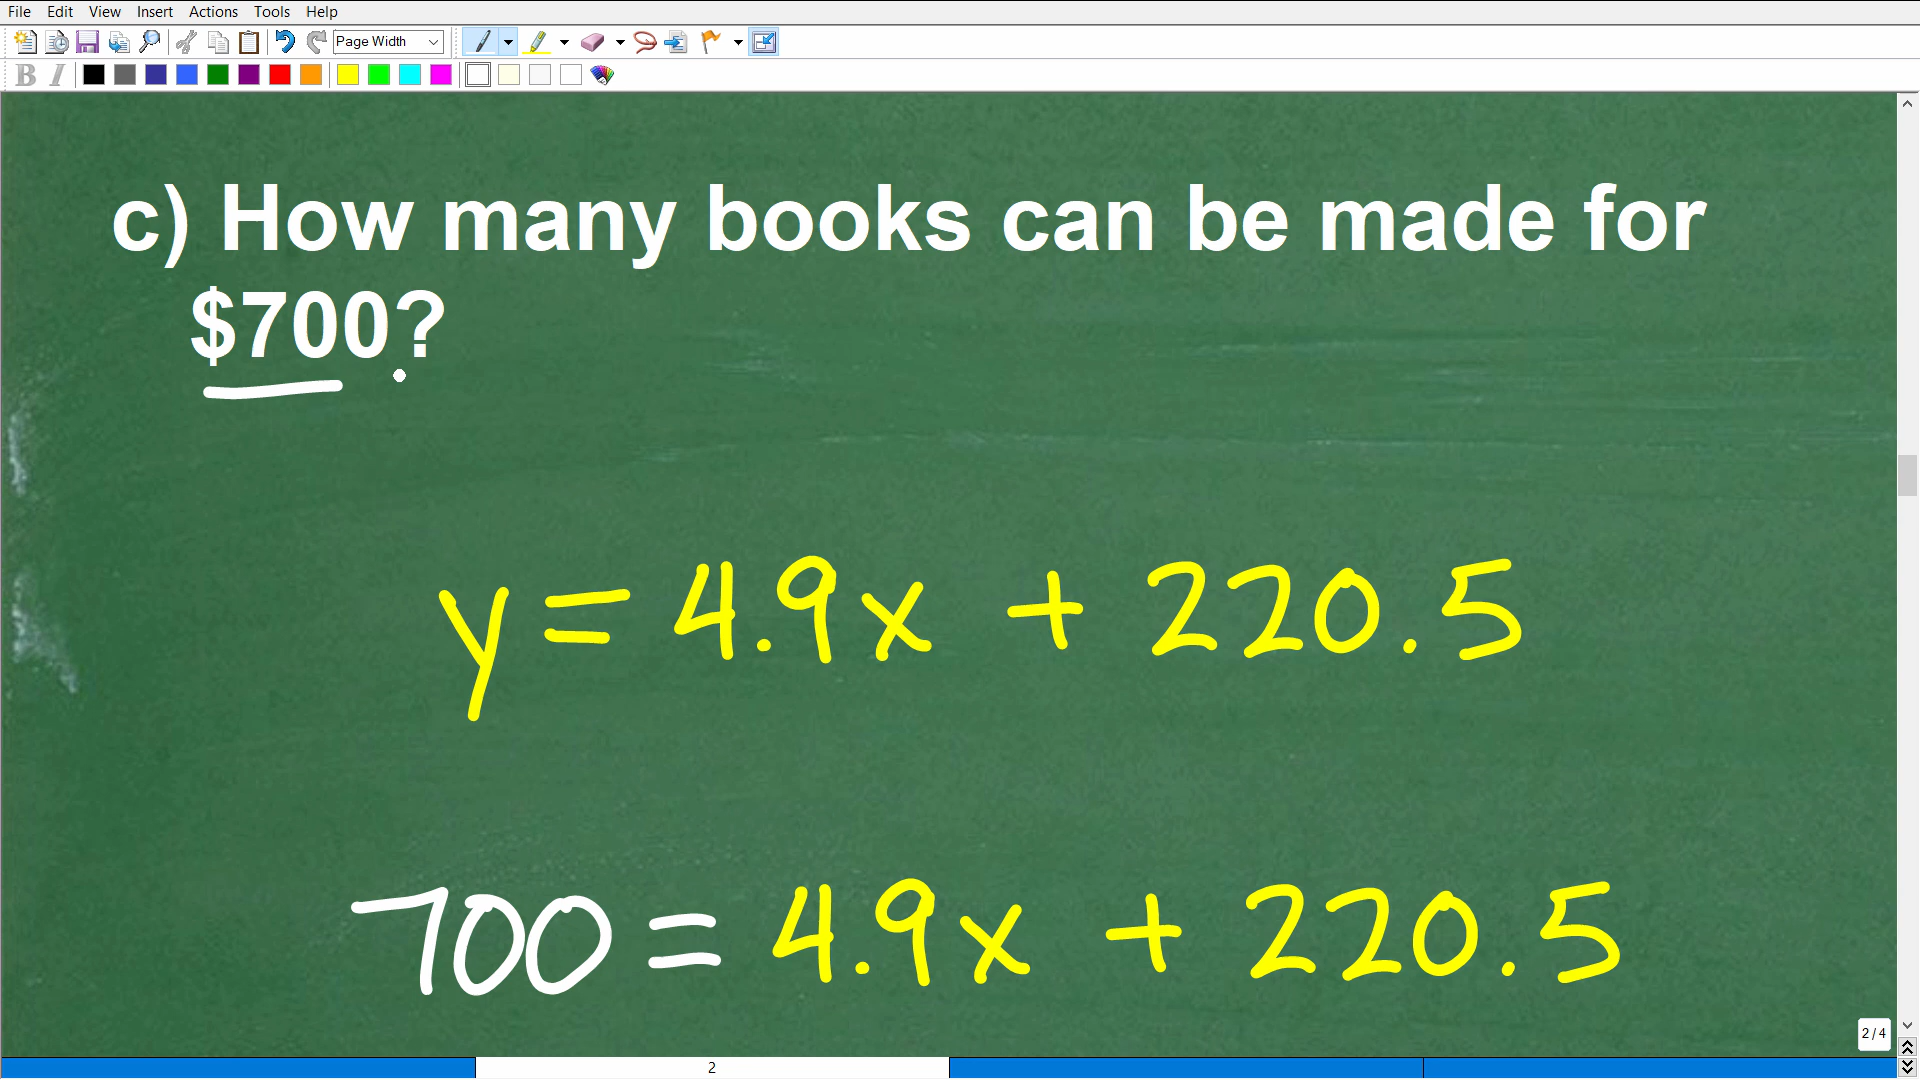 File Edit View Insert Actions Tools Help
Page Width
B I
c) How many books can be made for
$700?
y = 4.9x + 220.5
700 = 4.9x + 220.5
2 / 4
2